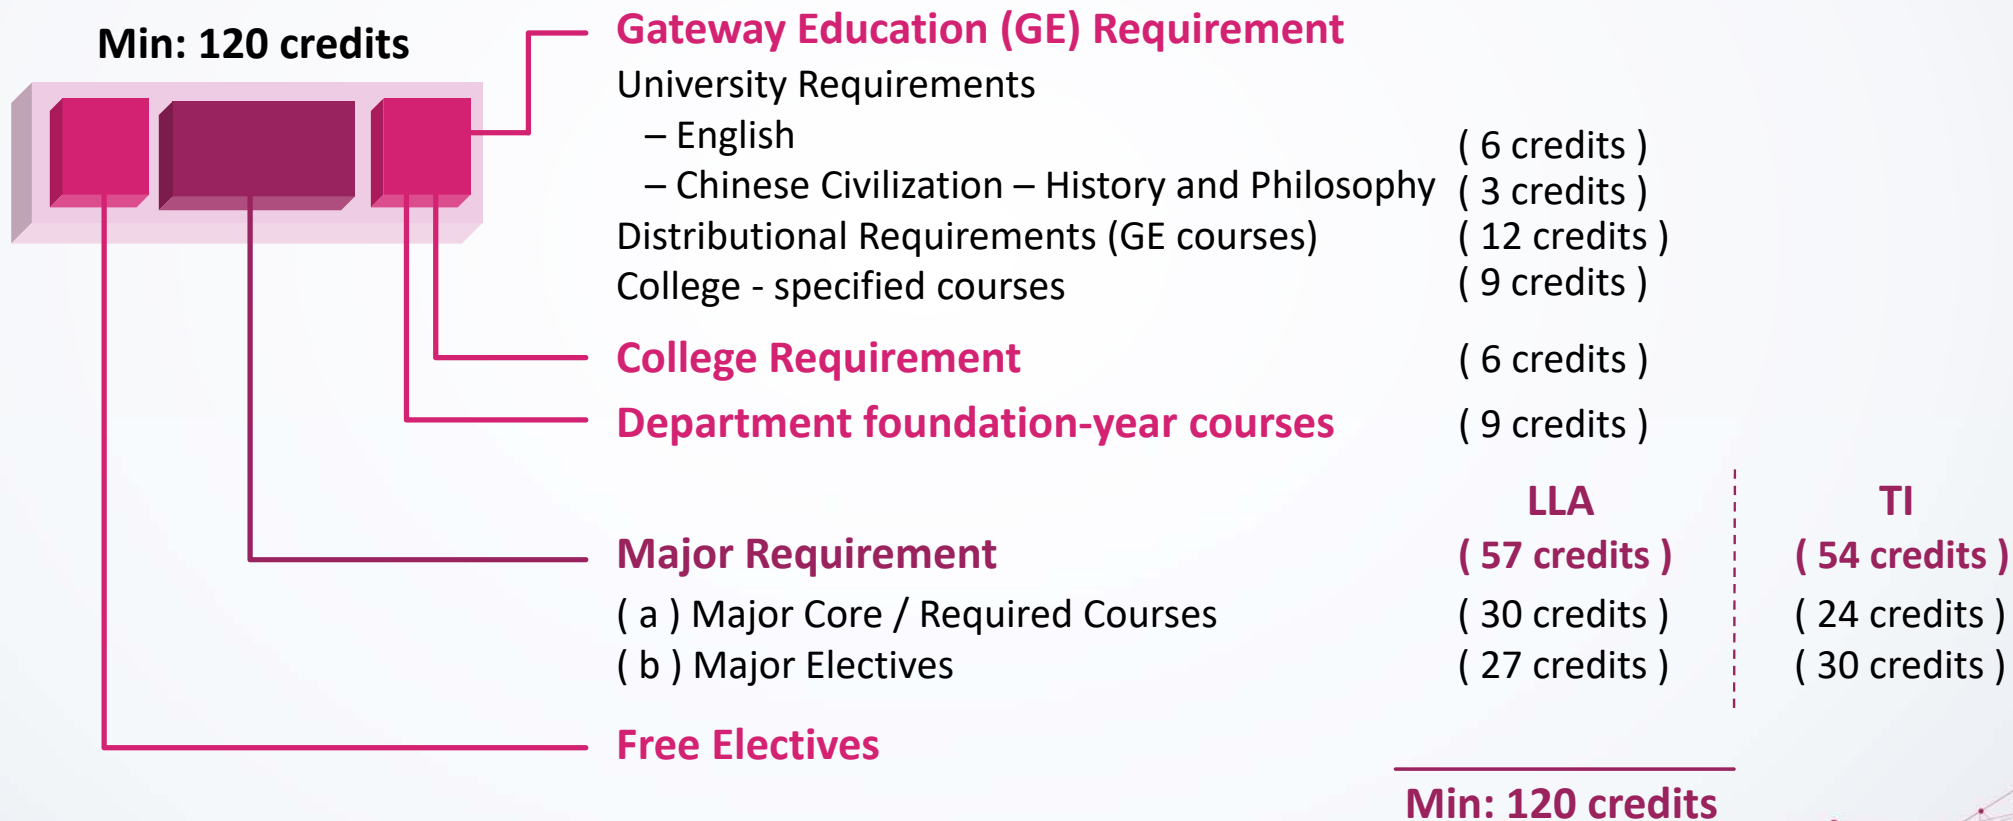 Min: 120 credits
Gateway Education (GE) Requirement
University Requirements
– English ( 6 credits )
– Chinese Civilization – History and Philosophy ( 3 credits )
Distributional Requirements (GE courses) ( 12 credits )
College - specified courses ( 9 credits )
College Requirement ( 6 credits )
Department foundation-year courses ( 9 credits )
LLA TI
Major Requirement ( 57 credits ) ( 54 credits )
( a ) Major Core / Required Courses ( 30 credits ) ( 24 credits )
( b ) Major Electives ( 27 credits ) ( 30 credits )
Free Electives
Min: 120 credits